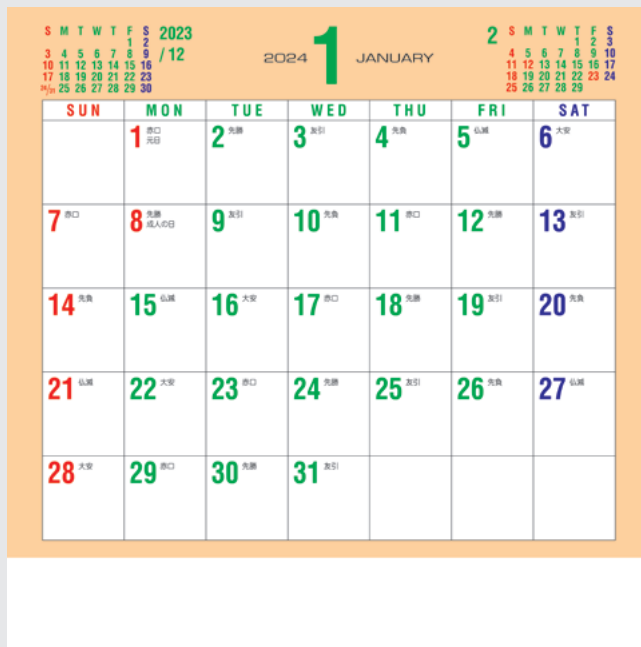 S M T W T F S
1 2
3 4 5 6 7 8 9
10 11 12 13 14 15 16
17 18 19 20 21 22 23
24/31 25 26 27 28 29 30
2023
/ 12
2024 1 JANUARY
2
S M T W T F S
1 2 3
4 5 6 7 8 9 10
11 12 13 14 15 16 17
18 19 20 21 22 23 24
25 26 27 28 29
SUN MON TUE WED THU FRI SAT
1 赤口 2 先勝 3 友引 4 先負 5 仏滅 6 大安
元日
7 赤口 8 先勝 9 友引 10 先負 11 赤口 12 先勝 13 友引
成人の日
14 先負 15 仏滅 16 大安 17 赤口 18 先勝 19 友引 20 先負
21 仏滅 22 大安 23 赤口 24 先勝 25 友引 26 先負 27 仏滅
28 大安 29 赤口 30 先勝 31 友引